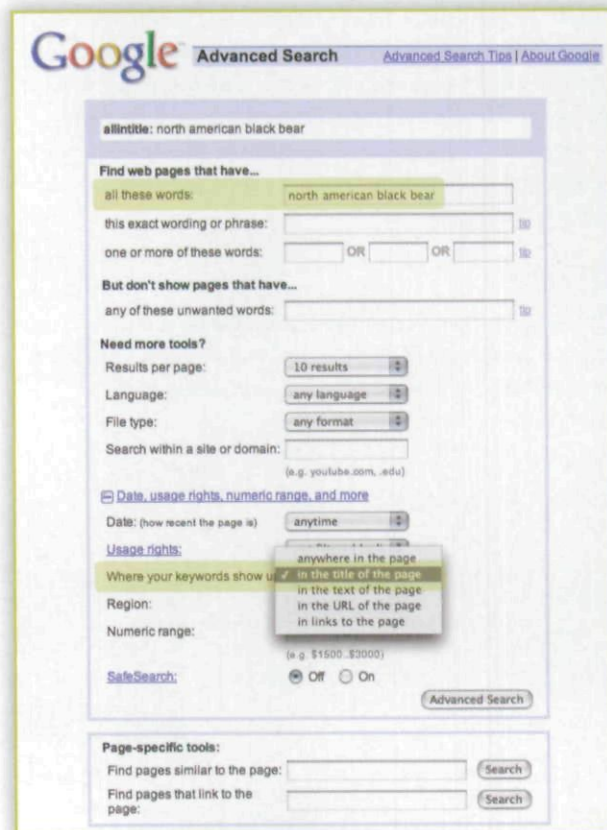 Google Advanced Search Advanced Search Tips | About Google
allintitle: north american black bear
Find web pages that have...
all these words: north american black bear
this exact wording or phrase: tip
one or more of these words: OR OR tip
But don't show pages that have...
any of these unwanted words: tip
Need more tools?
Results per page: 10 results
Language: any language
File type: any format
Search within a site or domain:
(e.g. youtube.com, .edu)
Date, usage rights, numeric range, and more
Date: (how recent the page is) anytime
Usage rights:
anywhere in the page
Where your keywords show u ✓ in the title of the page
in the text of the page
Region: in the URL of the page
in links to the page
Numeric range:
(e.g. $1500..$3000)
SafeSearch: Off On
Advanced Search
Page-specific tools:
Find pages similar to the page: Search
Find pages that link to the page: Search